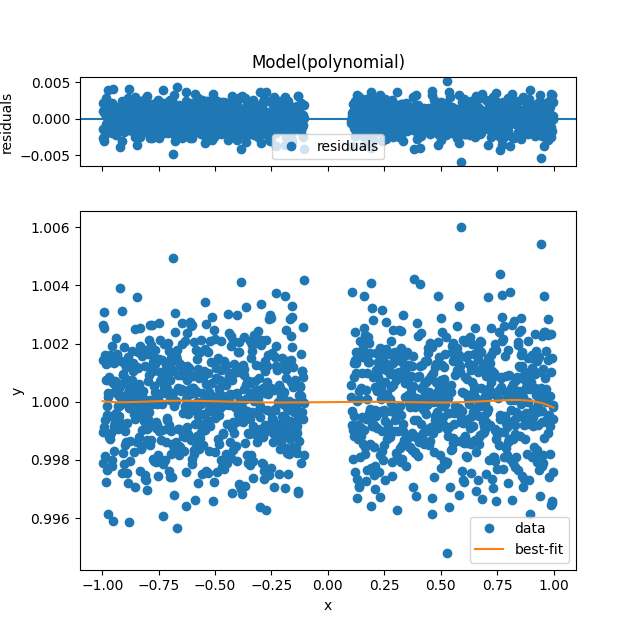 Model(polynomial)
0.005
0.000
−0.005
residuals
residuals
1.006
1.004
1.002
1.000
0.998
0.996
y
data
best-fit
−1.00 −0.75 −0.50 −0.25 0.00 0.25 0.50 0.75 1.00
x